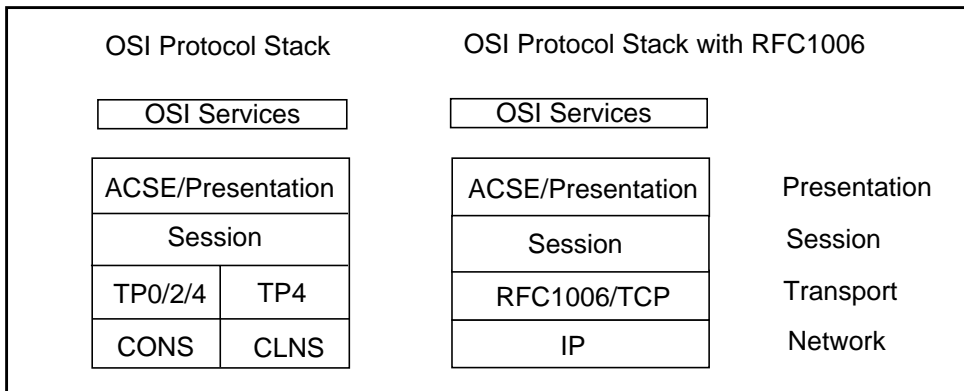 OSI Protocol Stack
OSI Protocol Stack with RFC1006
OSI Services
OSI Services
ACSE/Presentation
ACSE/Presentation
Presentation
Session
Session
Session
TP0/2/4
TP4
RFC1006/TCP
Transport
CONS
CLNS
IP
Network